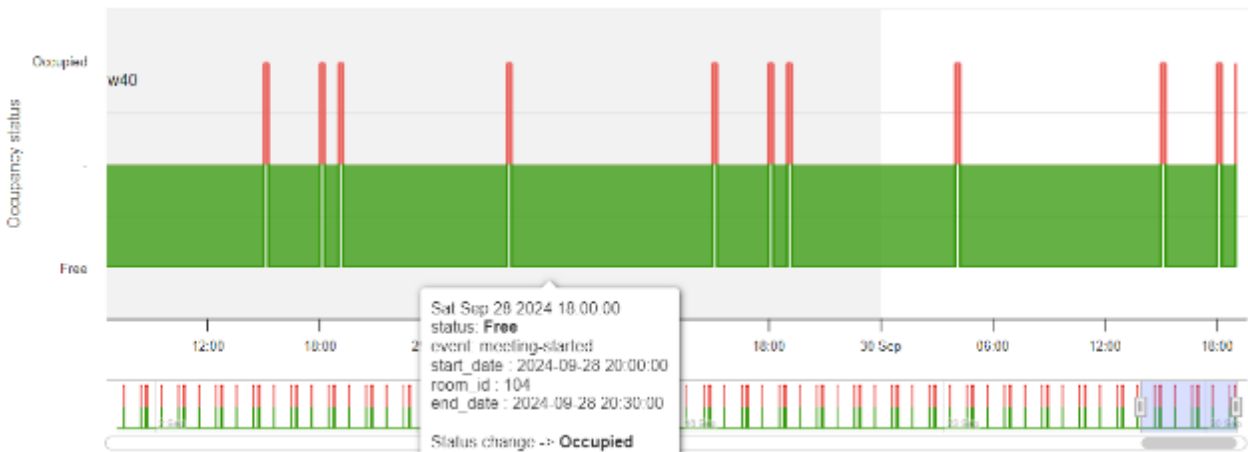 Occupied
w40
Occupancy status
-
Free
Sat Sep 28 2024 18:00:00
status: Free
event_meeting-started
start_date : 2024-09-28 20:00:00
room_id : 104
end_date : 2024-09-28 20:30:00
Status change -> Occupied
12:00 18:00 18:00 30 Sep 06:00 12:00 18:00